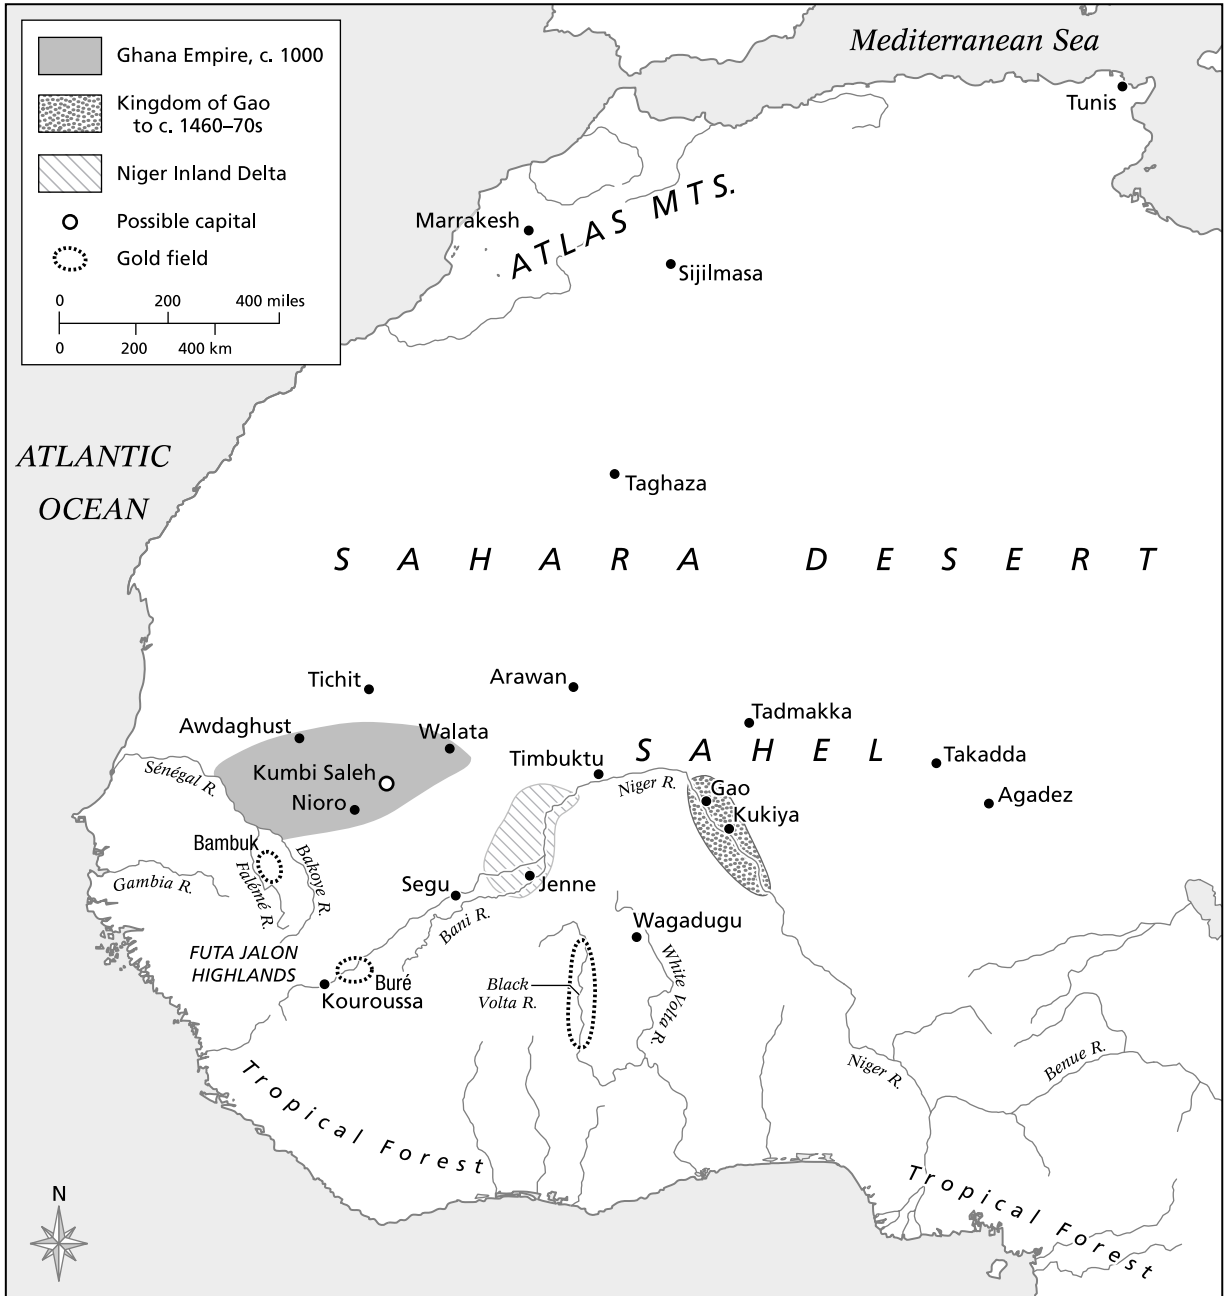 Ghana Empire, c. 1000
Kingdom of Gao
to c. 1460–70s
Niger Inland Delta
Possible capital
Gold field
0 200 400 miles
0 200 400 km
Mediterranean Sea
Tunis
ATLAS MTS.
Marrakesh
Sijilmasa
ATLANTIC
OCEAN
Taghaza
SAHARA DESERT
Tichit
Arawan
Tadmakka
Awdaghust
Walata
SAHEL
Timbuktu
Takadda
Sénégal R.
Kumbi Saleh
Niger R.
Gao
Agadez
Nioro
Kukiya
Bambuk
Bakoye R.
Falémé R.
Gambia R.
Segu
Jenne
Bani R.
Wagadugu
FUTA JALON
HIGHLANDS
White Volta R.
Buré
Black
Volta R.
Kouroussa
Niger R.
Benue R.
Tropical Forest
Tropical Forest
N